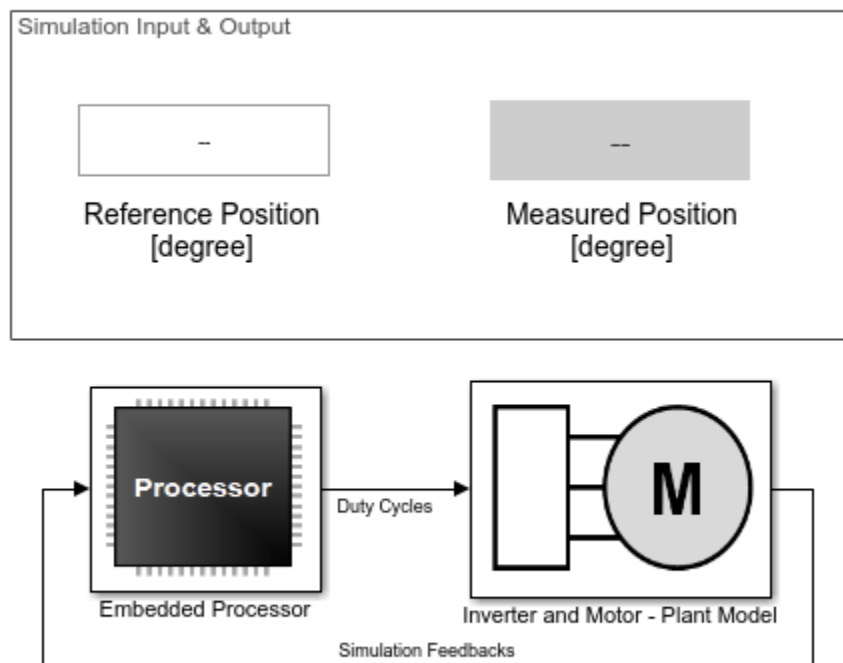 Simulation Input & Output
--
--
Reference Position
[degree]
Measured Position
[degree]
Processor
M
Duty Cycles
Embedded Processor
Inverter and Motor - Plant Model
Simulation Feedbacks